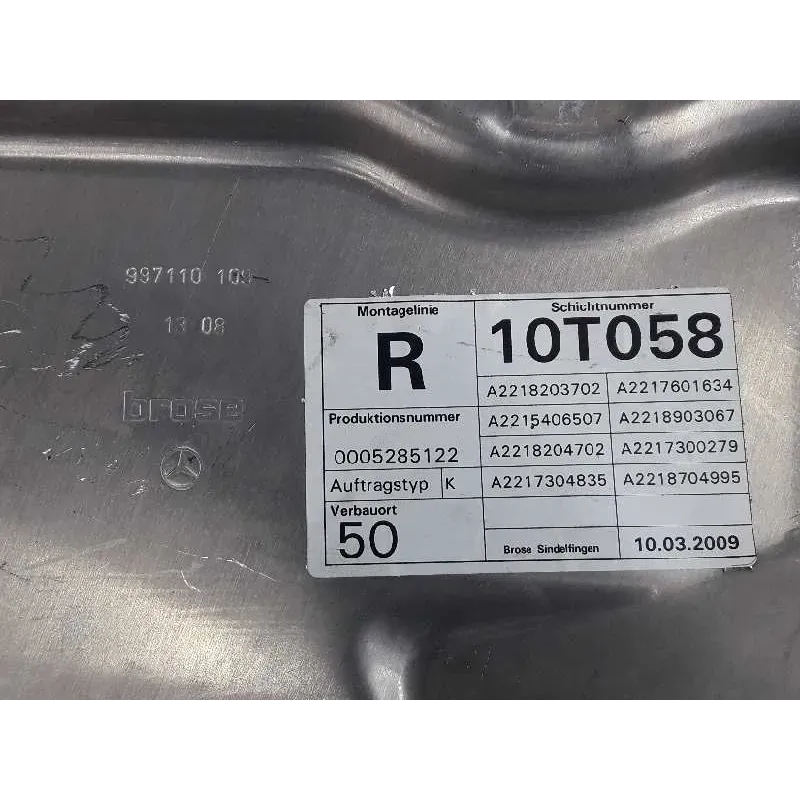 997110 109
13 08
brose
Montagelinie
R
Schichtnummer
10T058
A2218203702 A2217601634
Produktionsnummer
0005285122
A2215406507 A2218903067
A2218204702 A2217300279
Auftragstyp K
A2217304835 A2218704995
Verbauort
50
Brose Sindelfingen
10.03.2009